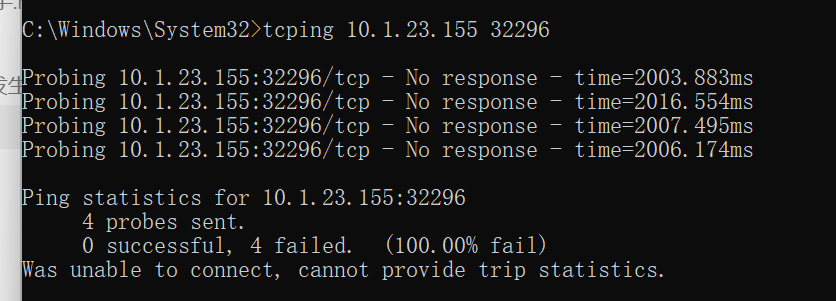 C:\Windows\System32>tcping 10.1.23.155 32296
Probing 10.1.23.155:32296/tcp - No response - time=2003.883ms
Probing 10.1.23.155:32296/tcp - No response - time=2016.554ms
Probing 10.1.23.155:32296/tcp - No response - time=2007.495ms
Probing 10.1.23.155:32296/tcp - No response - time=2006.174ms
Ping statistics for 10.1.23.155:32296
4 probes sent.
0 successful, 4 failed.  (100.00% fail)
Was unable to connect, cannot provide trip statistics.